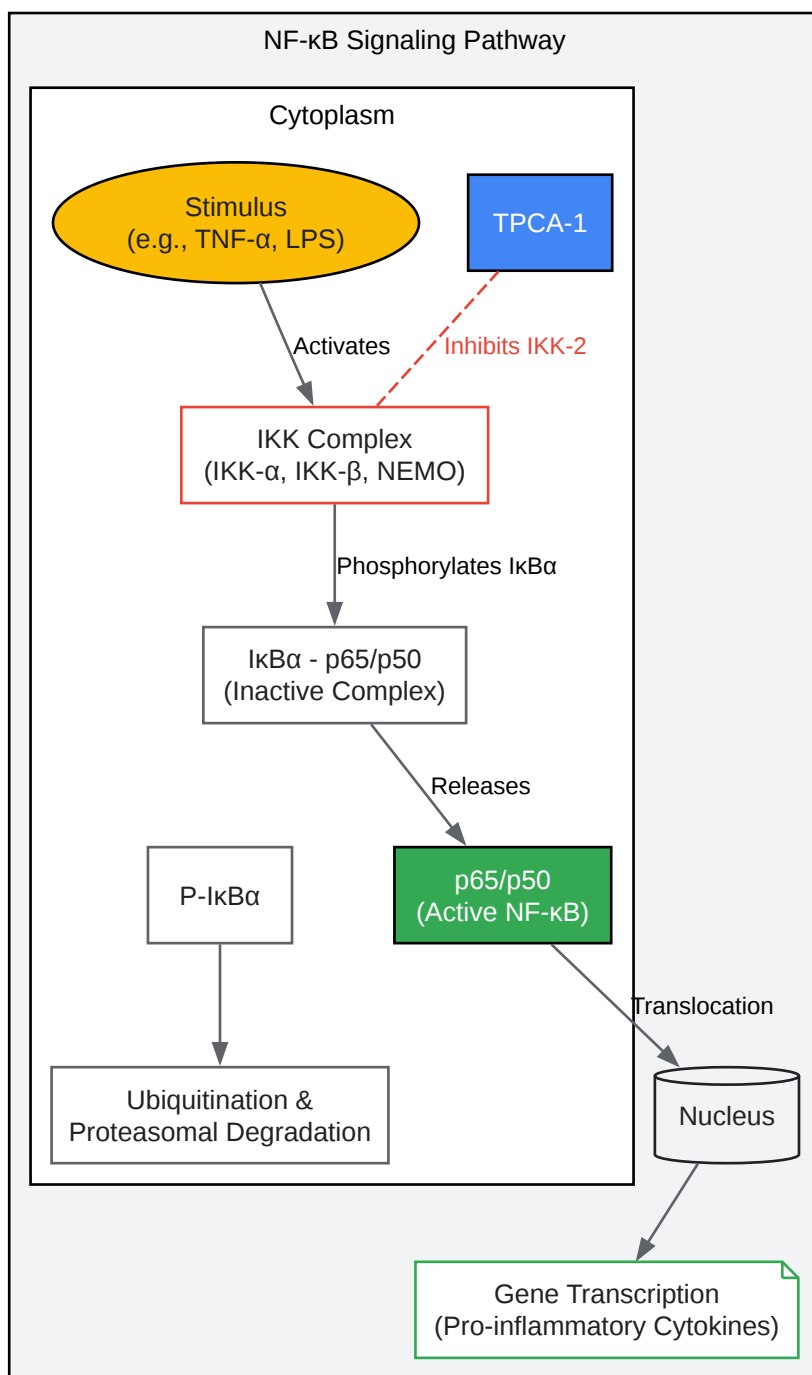 NF-κB Signaling Pathway
Cytoplasm
Stimulus
(e.g., TNF-α, LPS)
TPCA-1
Activates
Inhibits IKK-2
IKK Complex
(IKK-α, IKK-β, NEMO)
Phosphorylates IκBα
IκBα - p65/p50
(Inactive Complex)
Releases
P-IκBα
p65/p50
(Active NF-κB)
Translocation
Ubiquitination &
Proteasomal Degradation
Nucleus
Gene Transcription
(Pro-inflammatory Cytokines)